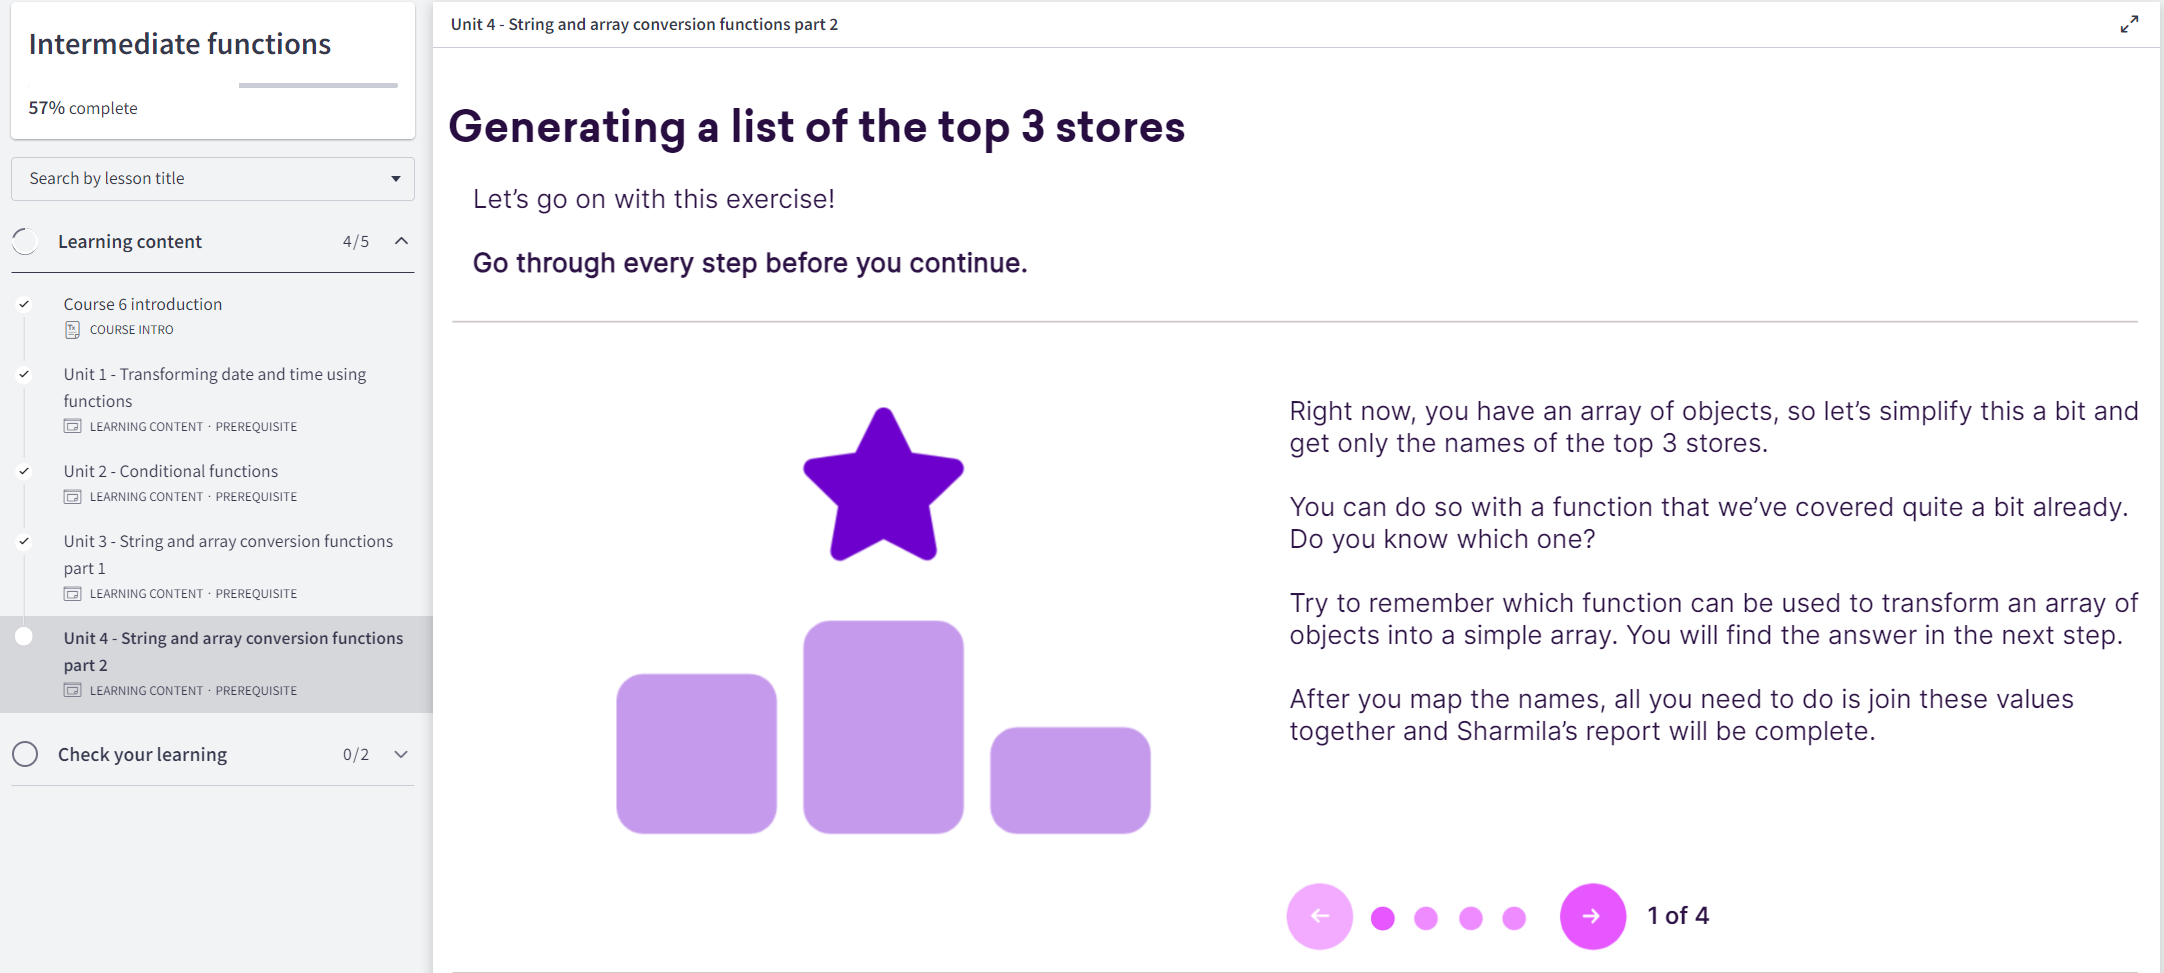 Intermediate functions
57% complete
Search by lesson title
Learning content 4/5
Course 6 introduction
COURSE INTRO
Unit 1 - Transforming date and time using
functions
LEARNING CONTENT · PREREQUISITE
Unit 2 - Conditional functions
LEARNING CONTENT · PREREQUISITE
Unit 3 - String and array conversion functions
part 1
LEARNING CONTENT · PREREQUISITE
Unit 4 - String and array conversion functions
part 2
LEARNING CONTENT · PREREQUISITE
Check your learning 0/2
Unit 4 - String and array conversion functions part 2
Generating a list of the top 3 stores
Let's go on with this exercise!
Go through every step before you continue.
Right now, you have an array of objects, so let's simplify this a bit and
get only the names of the top 3 stores.
You can do so with a function that we've covered quite a bit already.
Do you know which one?
Try to remember which function can be used to transform an array of
objects into a simple array. You will find the answer in the next step.
After you map the names, all you need to do is join these values
together and Sharmila's report will be complete.
1 of 4